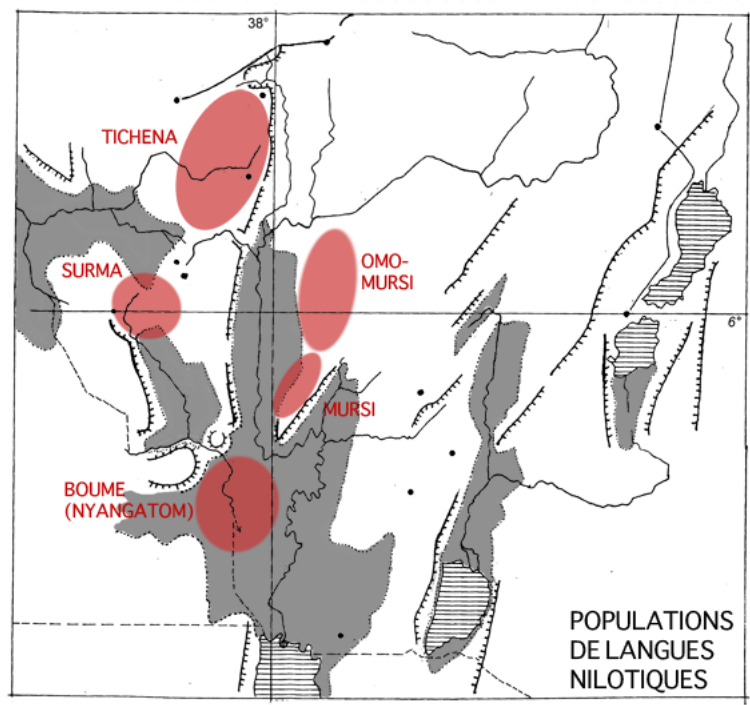 38°
TICHENA
SURMA
OMO-
MURSI
6°
MURSI
BOUME
(NYANGATOM)
POPULATIONS
DE LANGUES
NILOTIQUES